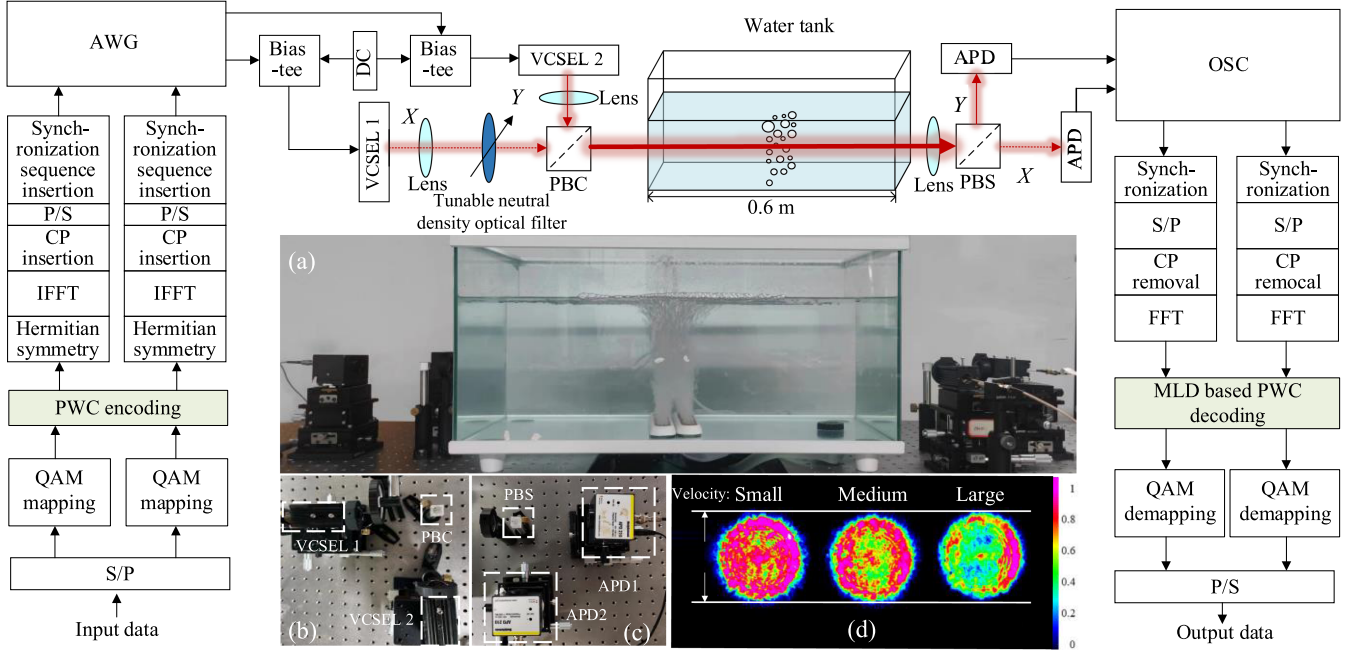 AWG
Bias
-tee
DC
Bias
-tee
VCSEL 2
Lens
VCSEL 1
X
Lens
Y
Tunable neutral
density optical filter
PBC
Water tank
0.6 m
Lens
APD
Y
PBS
X
APD
OSC
Synch-
ronization
sequence
insertion
P/S
CP
insertion
IFFT
Hermitian
symmetry
Synch-
ronization
sequence
insertion
P/S
CP
insertion
IFFT
Hermitian
symmetry
PWC encoding
QAM
mapping
QAM
mapping
S/P
Input data
(a)
VCSEL 1
PBC
VCSEL 2
(b)
PBS
APD1
APD2
(c)
Velocity: Small Medium Large
(d)
1
0.8
0.6
0.4
0.2
0
Synch-
ronization
S/P
CP
removal
FFT
Synch-
ronization
S/P
CP
remocal
FFT
MLD based PWC
decoding
QAM
demapping
QAM
demapping
P/S
Output data